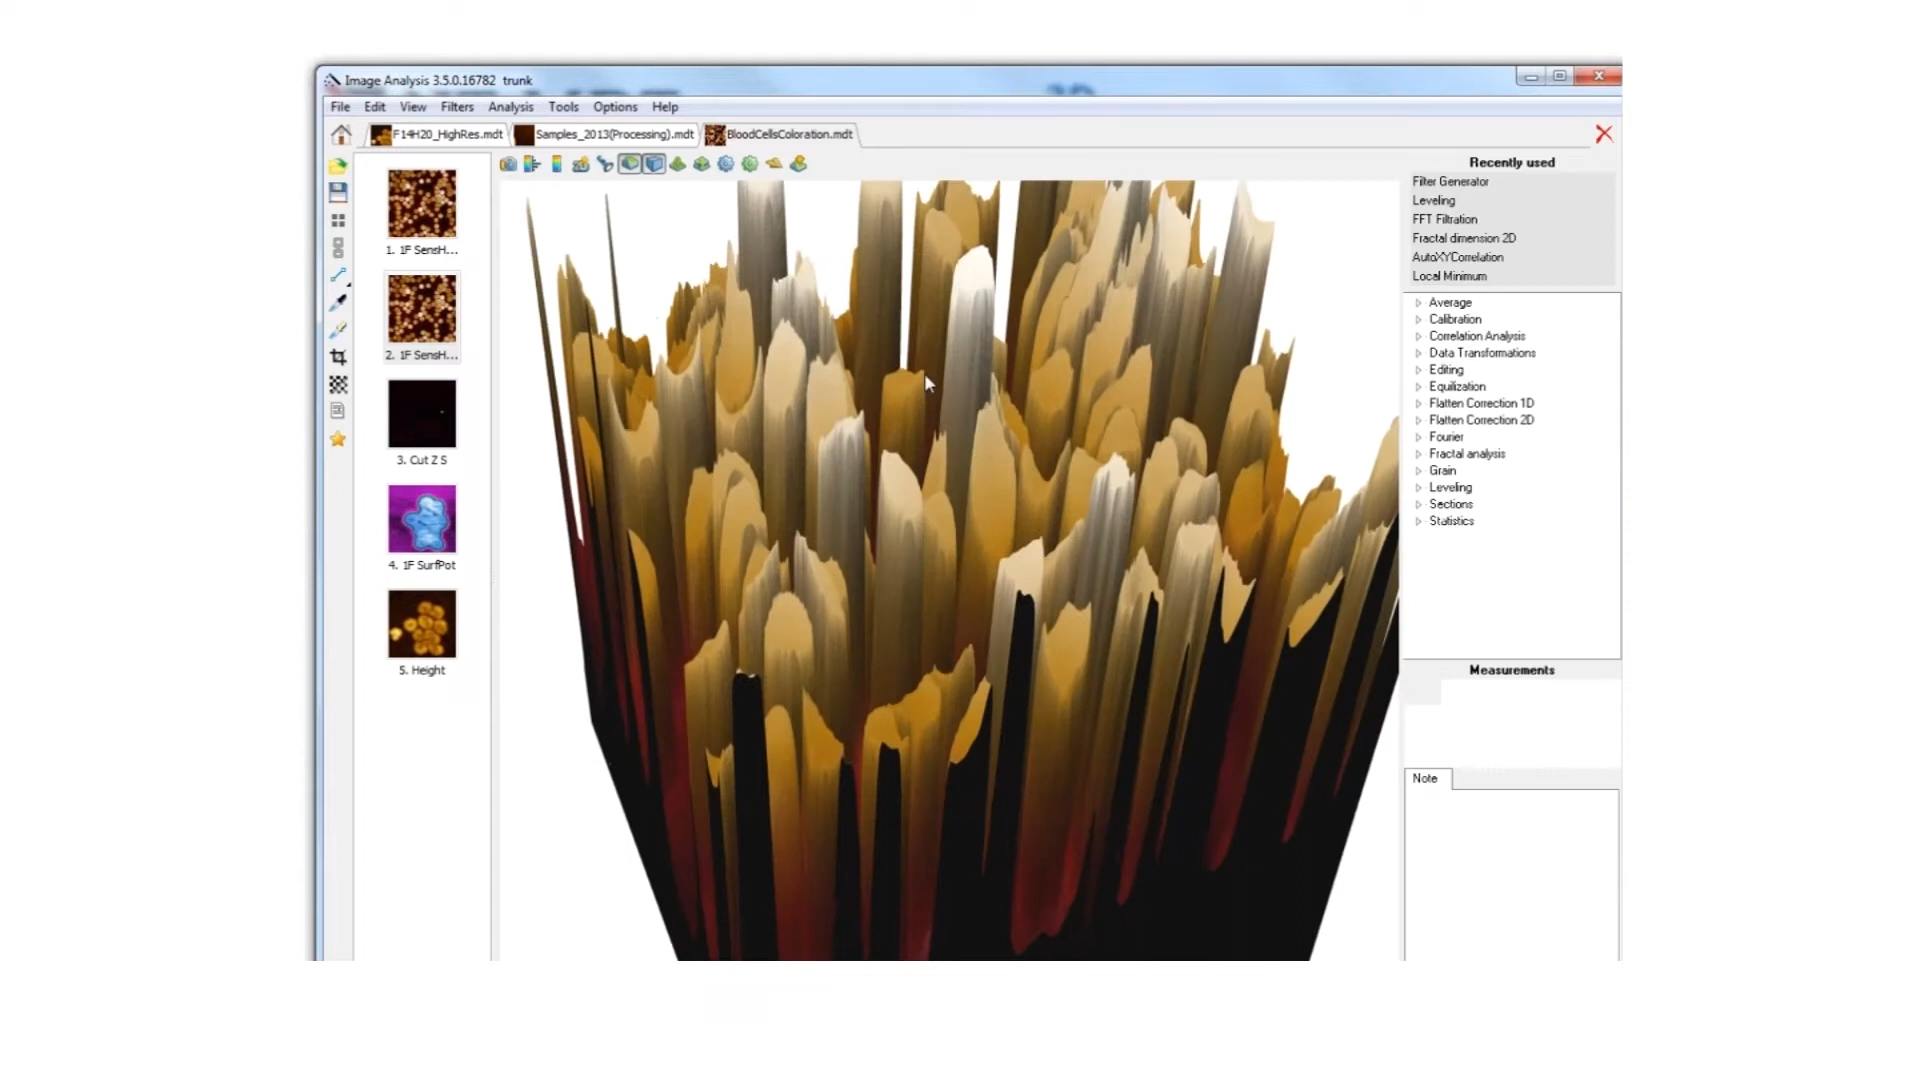 Image Analysis 3.5.0.16782 trunk
File Edit View Filters Analysis Tools Options Help
F14H20_HighRes.mdt Samples_2013(Processing).mdt BloodCellsColoration.mdt
1. 1F SensH...
2. 1F SensH...
3. Cut Z S
4. 1F SurfPot
5. Height
Recently used
Filter Generator
Leveling
FFT Filtration
Fractal dimension 2D
AutoXYCorrelation
Local Minimum
Average
Calibration
Correlation Analysis
Data Transformations
Editing
Equilization
Flatten Correction 1D
Flatten Correction 2D
Fourier
Fractal analysis
Grain
Leveling
Sections
Statistics
Measurements
Note